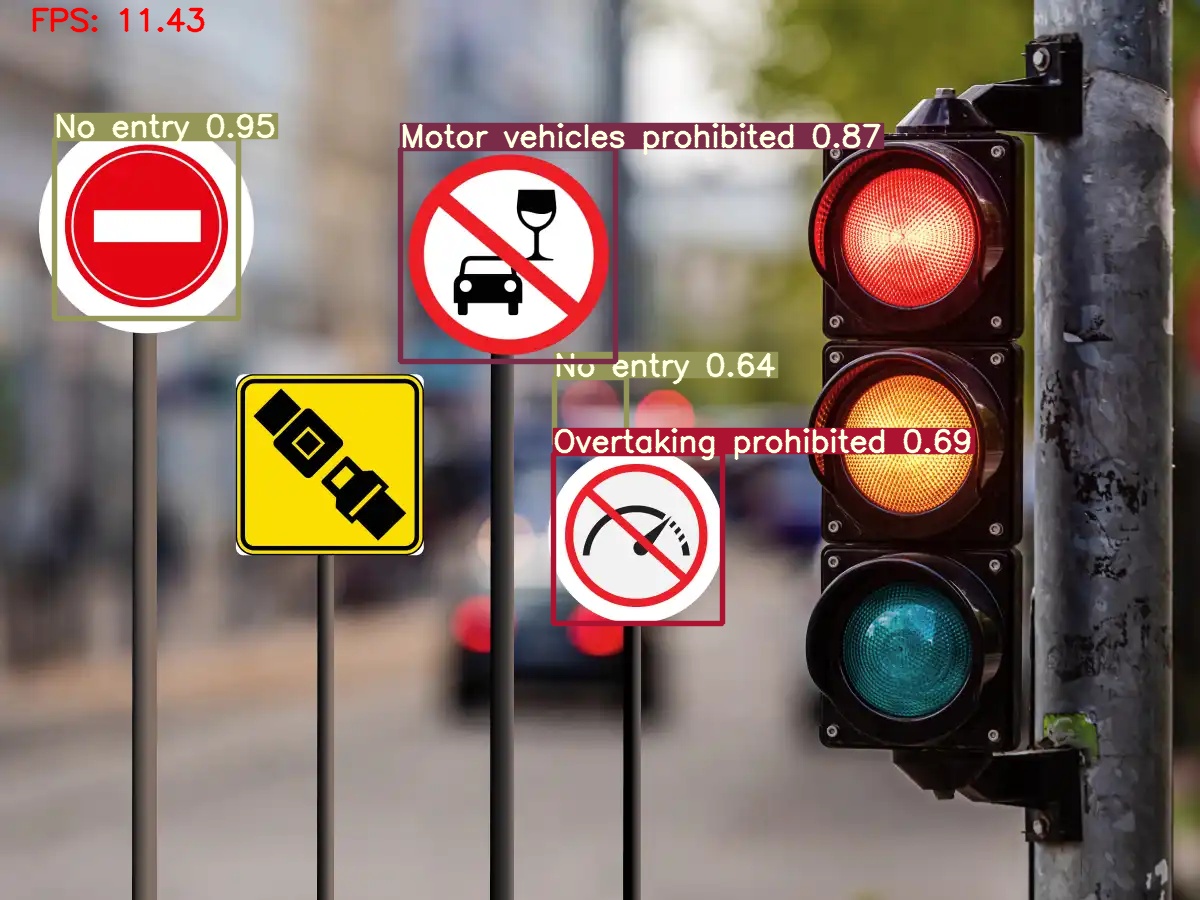 FPS: 11.43
No entry 0.95
Motor vehicles prohibited 0.87
No entry 0.64
Overtaking prohibited 0.69